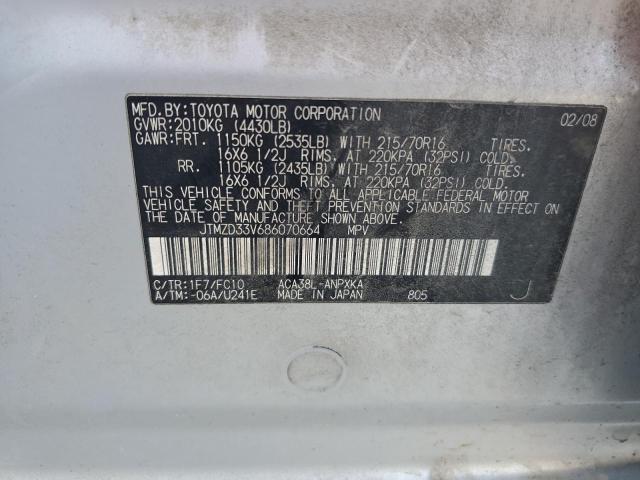 MFD.BY:TOYOTA MOTOR CORPORATION 02/08
GVWR:2010KG (4430LB)
GAWR:FRT. 1150KG (2535LB) WITH 215/70R16 TIRES.
16X6 1/2J RIMS, AT 220KPA (32PSI) COLD.
RR. 1105KG (2435LB) WITH 215/70R16 TIRES.
16X6 1/2J RIMS, AT 220KPA (32PSI) COLD.
THIS VEHICLE CONFORMS TO ALL APPLICABLE FEDERAL MOTOR
VEHICLE SAFETY AND THEFT PREVENTION STANDARDS IN EFFECT
ON THE DATE OF MANUFACTURE SHOWN ABOVE.
JTMZD33V686070664 MPV
C/TR:1F7/FC10 ACA38L-ANPXKA
A/TM:-06A/U241E MADE IN JAPAN 805 J